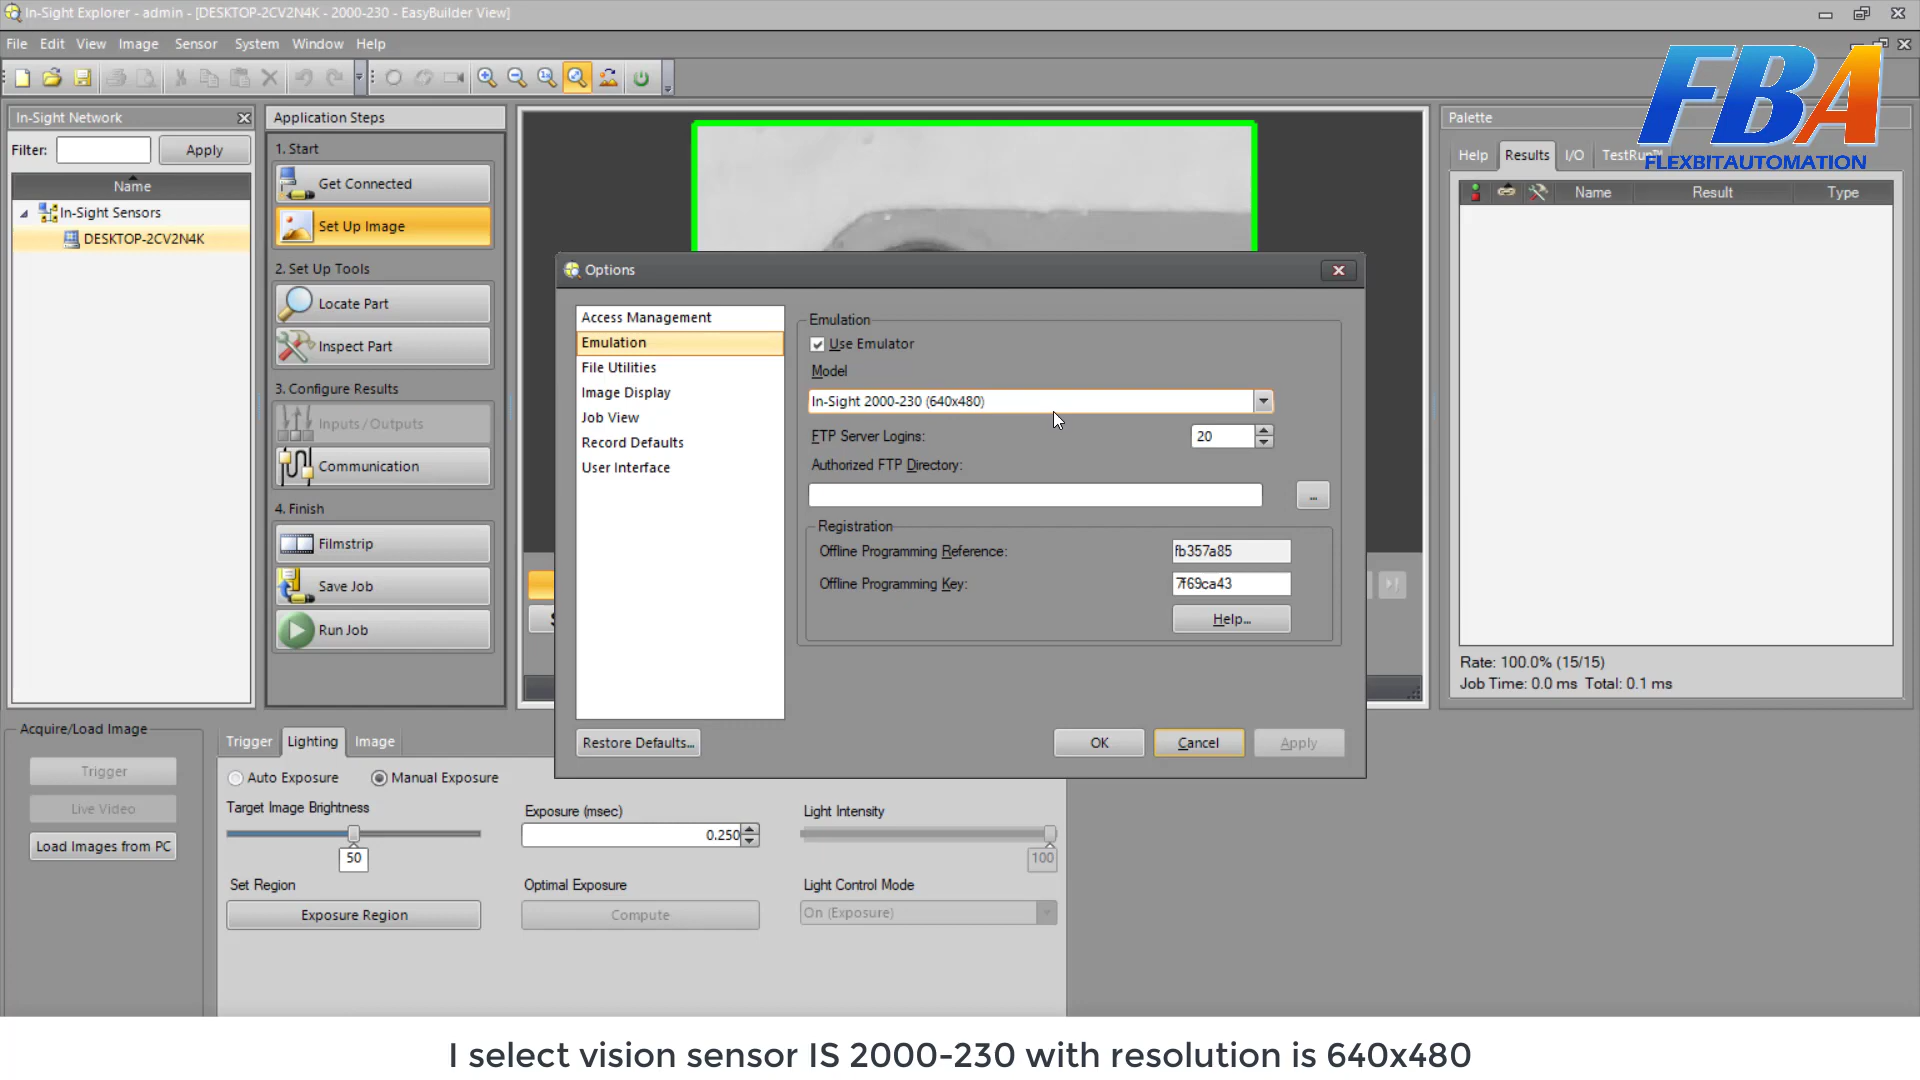 In-Sight Explorer - admin - [DESKTOP-2CV2N4K - 2000-230 - EasyBuilder View]
File Edit View Image Sensor System Window Help
FBA
FLEXBITAUTOMATION
In-Sight Network
Filter:
Apply
Name
In-Sight Sensors
DESKTOP-2CV2N4K
Application Steps
1. Start
Get Connected
Set Up Image
2. Set Up Tools
Locate Part
Inspect Part
3. Configure Results
Inputs / Outputs
Communication
4. Finish
Filmstrip
Save Job
Run Job
Options
Access Management
Emulation
File Utilities
Image Display
Job View
Record Defaults
User Interface
Emulation
Use Emulator
Model
In-Sight 2000-230 (640x480)
FTP Server Logins:
20
Authorized FTP Directory:
...
Registration
Offline Programming Reference:
fb357a85
Offline Programming Key:
7f69ca43
Help...
Restore Defaults...
OK
Cancel
Apply
Palette
Help Results I/O TestRun™
Name Result Type
Rate: 100.0% (15/15)
Job Time: 0.0 ms Total: 0.1 ms
Acquire/Load Image
Trigger
Live Video
Load Images from PC
Trigger Lighting Image
Auto Exposure Manual Exposure
Target Image Brightness
50
Set Region
Exposure Region
Exposure (msec)
0.250
Optimal Exposure
Compute
Light Intensity
100
Light Control Mode
On (Exposure)
I select vision sensor IS 2000-230 with resolution is 640x480